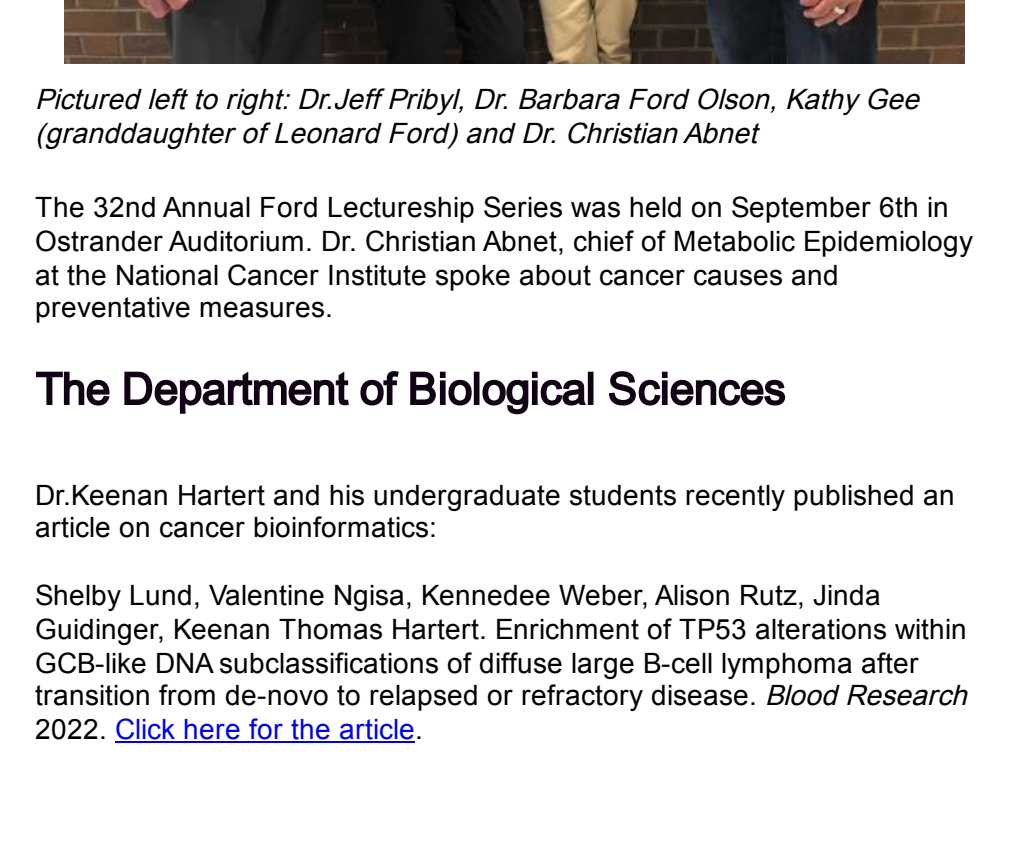 Pictured left to right: Dr.Jeff Pribyl, Dr. Barbara Ford Olson, Kathy Gee
(granddaughter of Leonard Ford) and Dr. Christian Abnet
The 32nd Annual Ford Lectureship Series was held on September 6th in
Ostrander Auditorium. Dr. Christian Abnet, chief of Metabolic Epidemiology
at the National Cancer Institute spoke about cancer causes and
preventative measures.
The Department of Biological Sciences
Dr.Keenan Hartert and his undergraduate students recently published an
article on cancer bioinformatics:
Shelby Lund, Valentine Ngisa, Kennedee Weber, Alison Rutz, Jinda
Guidinger, Keenan Thomas Hartert. Enrichment of TP53 alterations within
GCB-like DNA subclassifications of diffuse large B-cell lymphoma after
transition from de-novo to relapsed or refractory disease. Blood Research
2022. Click here for the article.